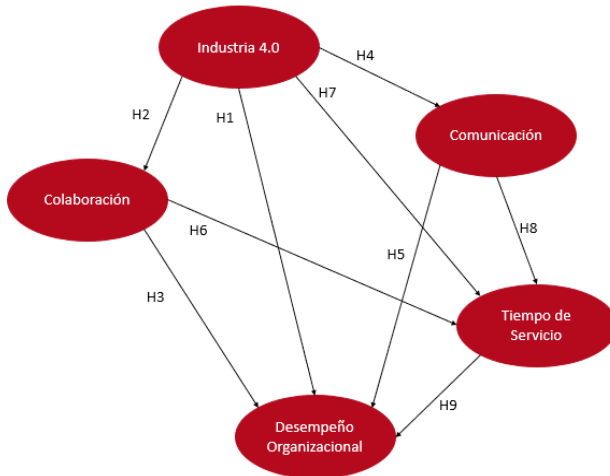 Industria 4.0
H4
H7
H2
H1
Comunicación
Colaboración
H6
H8
H5
H3
Tiempo de
Servicio
H9
Desempeño
Organizacional